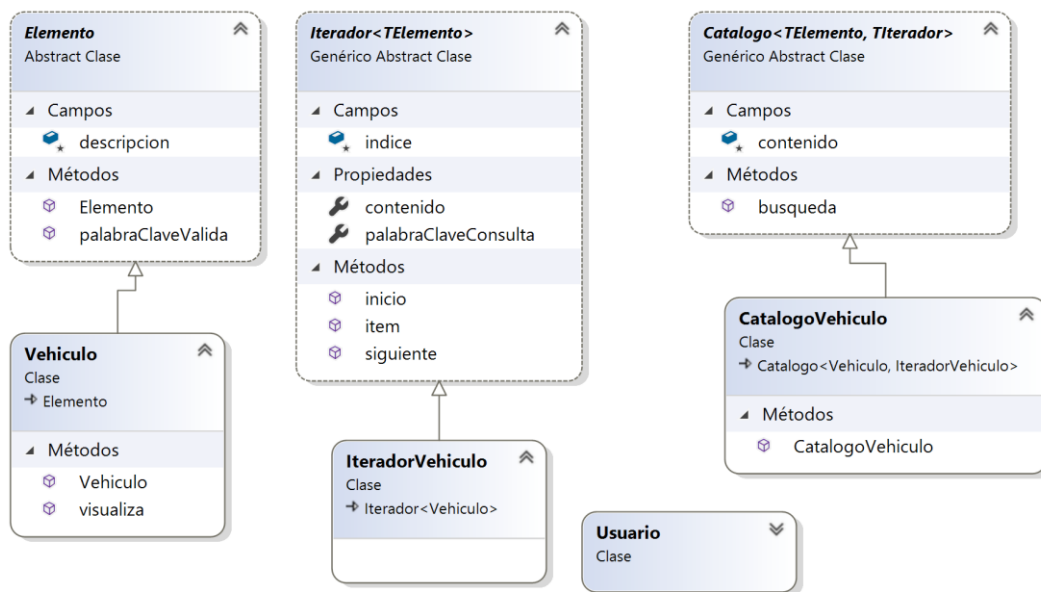 Elemento
Abstract Clase
Campos
descripcion
Métodos
Elemento
palabraClaveValida
Vehiculo
Clase
Elemento
Métodos
Vehiculo
visualiza
Iterador<TElemento>
Genérico Abstract Clase
Campos
indice
Propiedades
contenido
palabraClaveConsulta
Métodos
inicio
item
siguiente
IteradorVehiculo
Clase
Iterador<Vehiculo>
Catalogo<TElemento, TIterador>
Genérico Abstract Clase
Campos
contenido
Métodos
busqueda
CatalogoVehiculo
Clase
Catalogo<Vehiculo, IteradorVehiculo>
Métodos
CatalogoVehiculo
Usuario
Clase